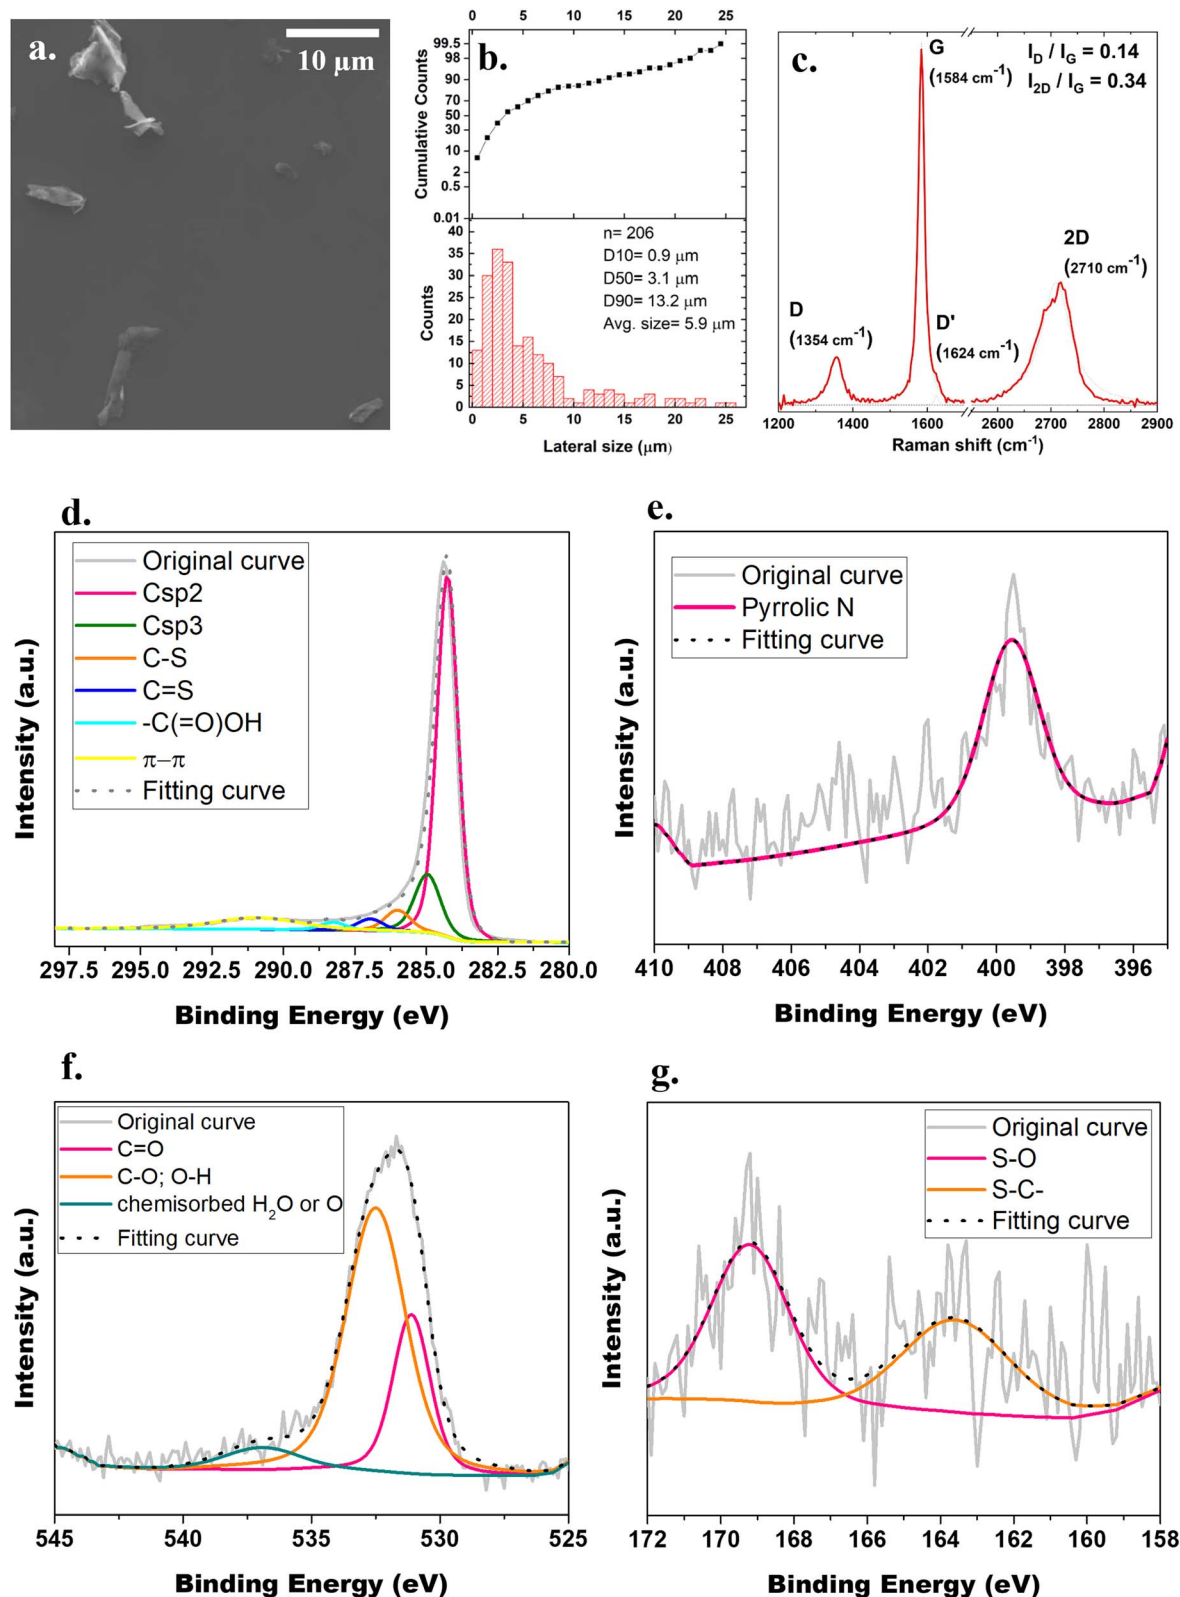 a.
10 μm
b.
0 5 10 15 20 25
Cumulative Counts
99.5
98
90
70
50
30
10
2
0.5
0.01
Counts
40
35
30
25
20
15
10
5
0
n= 206
D10= 0.9 μm
D50= 3.1 μm
D90= 13.2 μm
Avg. size= 5.9 μm
0 5 10 15 20 25
Lateral size (μm)
c.
G
(1584 cm⁻¹)
I_D / I_G = 0.14
I_2D / I_G = 0.34
D
(1354 cm⁻¹)
D'
(1624 cm⁻¹)
2D
(2710 cm⁻¹)
1200 1400 1600 2600 2700 2800 2900
Raman shift (cm⁻¹)
d.
Original curve
Csp2
Csp3
C-S
C=S
-C(=O)OH
π–π
Fitting curve
Intensity (a.u.)
297.5 295.0 292.5 290.0 287.5 285.0 282.5 280.0
Binding Energy (eV)
e.
Original curve
Pyrrolic N
Fitting curve
Intensity (a.u.)
410 408 406 404 402 400 398 396
Binding Energy (eV)
f.
Original curve
C=O
C-O; O-H
chemisorbed H₂O or O
Fitting curve
Intensity (a.u.)
545 540 535 530 525
Binding Energy (eV)
g.
Original curve
S-O
S-C-
Fitting curve
Intensity (a.u.)
172 170 168 166 164 162 160 158
Binding Energy (eV)